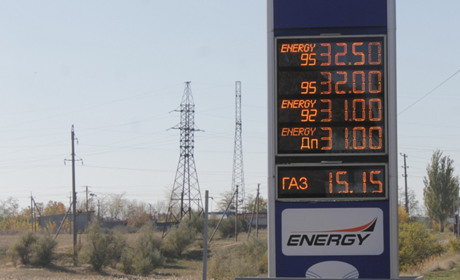 ENERGY 95 32.50
95 32.00
ENERGY 92 31.00
ENERGY Дп 31.00
ГАЗ 15.15
ENERGY